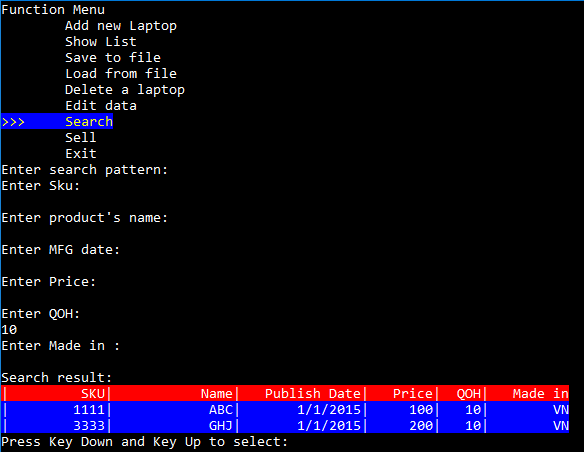 Function Menu
Add new Laptop
Show List
Save to file
Load from file
Delete a laptop
Edit data
>>> Search
Sell
Exit
Enter search pattern:
Enter Sku:
Enter product's name:
Enter MFG date:
Enter Price:
Enter QOH:
10
Enter Made in :
Search result:
| SKU| Name| Publish Date| Price| QOH| Made in
| 1111| ABC| 1/1/2015| 100| 10| VN
| 3333| GHJ| 1/1/2015| 200| 10| VN
Press Key Down and Key Up to select: